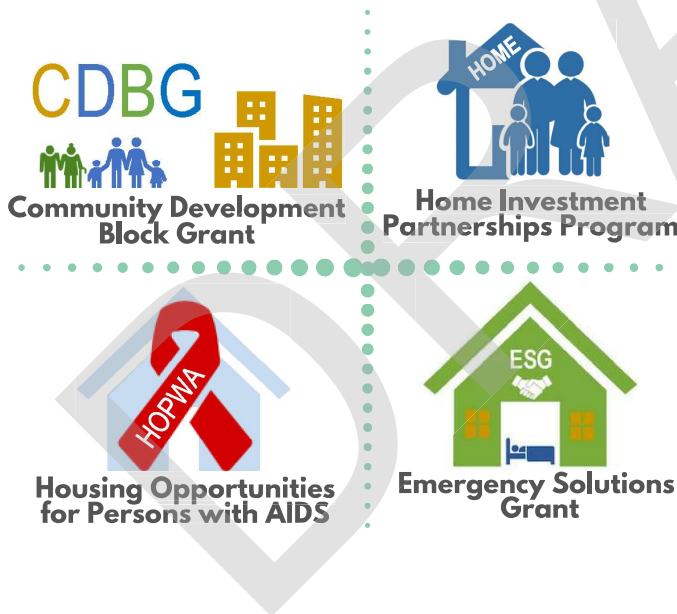 CDBG
Community Development
Block Grant
HOME
Home Investment
Partnerships Program
HOPWA
Housing Opportunities
for Persons with AIDS
ESG
Emergency Solutions
Grant